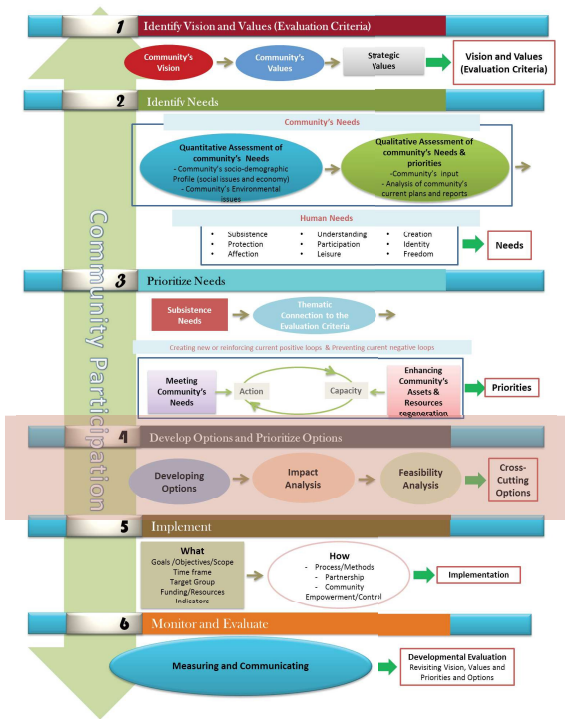 1 Identify Vision and Values (Evaluation Criteria)
Community's
Vision
Community's
Values
Strategic
Values
Vision and Values
(Evaluation Criteria)
2 Identify Needs
Community's Needs
Quantitative Assessment of
community's Needs
- Community's socio-demographic
Profile (social issues and economy)
- Community's Environmental
issues
Qualitative Assessment of
community's Needs &
priorities
-Community's input
- Analysis of community's
current plans and reports
Human Needs
• Subsistence
• Protection
• Affection
• Understanding
• Participation
• Leisure
• Creation
• Identity
• Freedom
Needs
3 Prioritize Needs
Subsistence
Needs
Thematic
Connection to the
Evaluation Criteria
Creating new or reinforcing current positive loops & Preventing curent negative loops
Meeting
Community's
Needs
Action
Capacity
Enhancing
Community's
Assets &
Resources
regeneration
Priorities
4 Develop Options and Prioritize Options
Developing
Options
Impact
Analysis
Feasibility
Analysis
Cross-
Cutting
Options
5 Implement
What
Goals /Objectives/Scope
Time frame
Target Group
Funding/Resources
Indicators
How
- Process/Methods
- Partnership
- Community
Empowerment/Control
Implementation
6 Monitor and Evaluate
Measuring and Communicating
Developmental Evaluation
Revisiting Vision, Values and
Priorities and Options
Community Participation